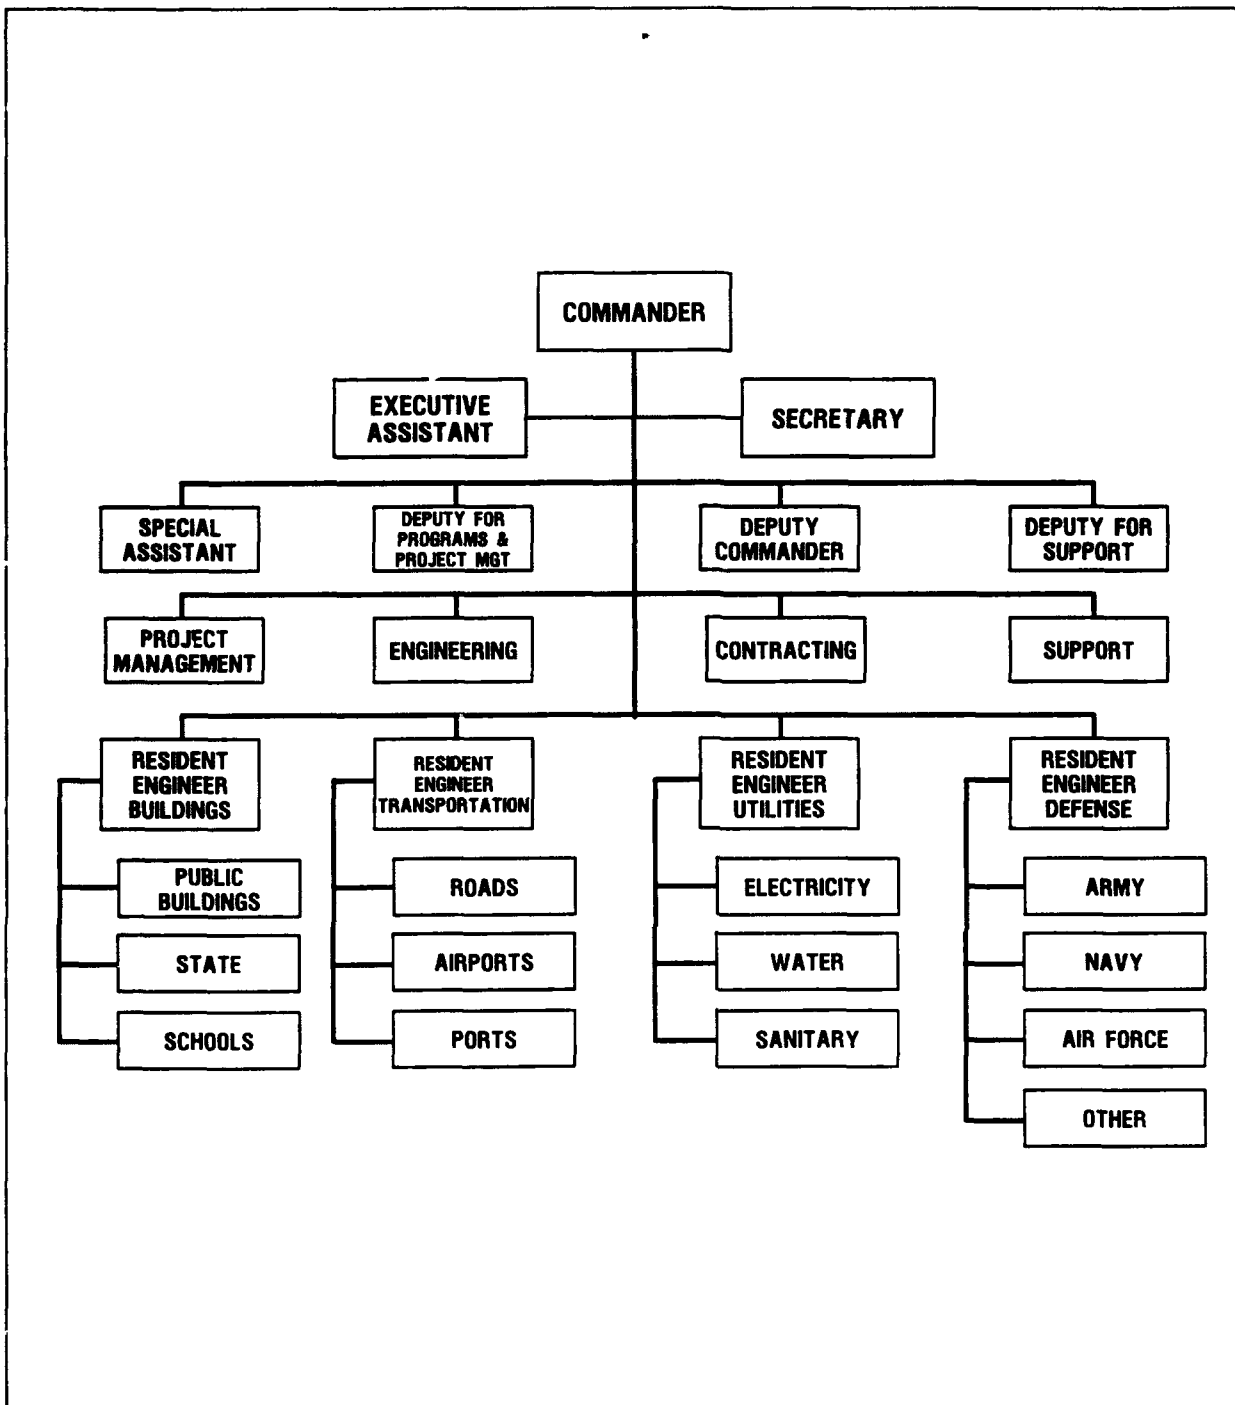 COMMANDER
EXECUTIVE
ASSISTANT
SECRETARY
SPECIAL
ASSISTANT
DEPUTY FOR
PROGRAMS &
PROJECT MGT
DEPUTY
COMMANDER
DEPUTY FOR
SUPPORT
PROJECT
MANAGEMENT
ENGINEERING
CONTRACTING
SUPPORT
RESIDENT
ENGINEER
BUILDINGS
RESIDENT
ENGINEER
TRANSPORTATION
RESIDENT
ENGINEER
UTILITIES
RESIDENT
ENGINEER
DEFENSE
PUBLIC
BUILDINGS
ROADS
ELECTRICITY
ARMY
STATE
AIRPORTS
WATER
NAVY
SCHOOLS
PORTS
SANITARY
AIR FORCE
OTHER